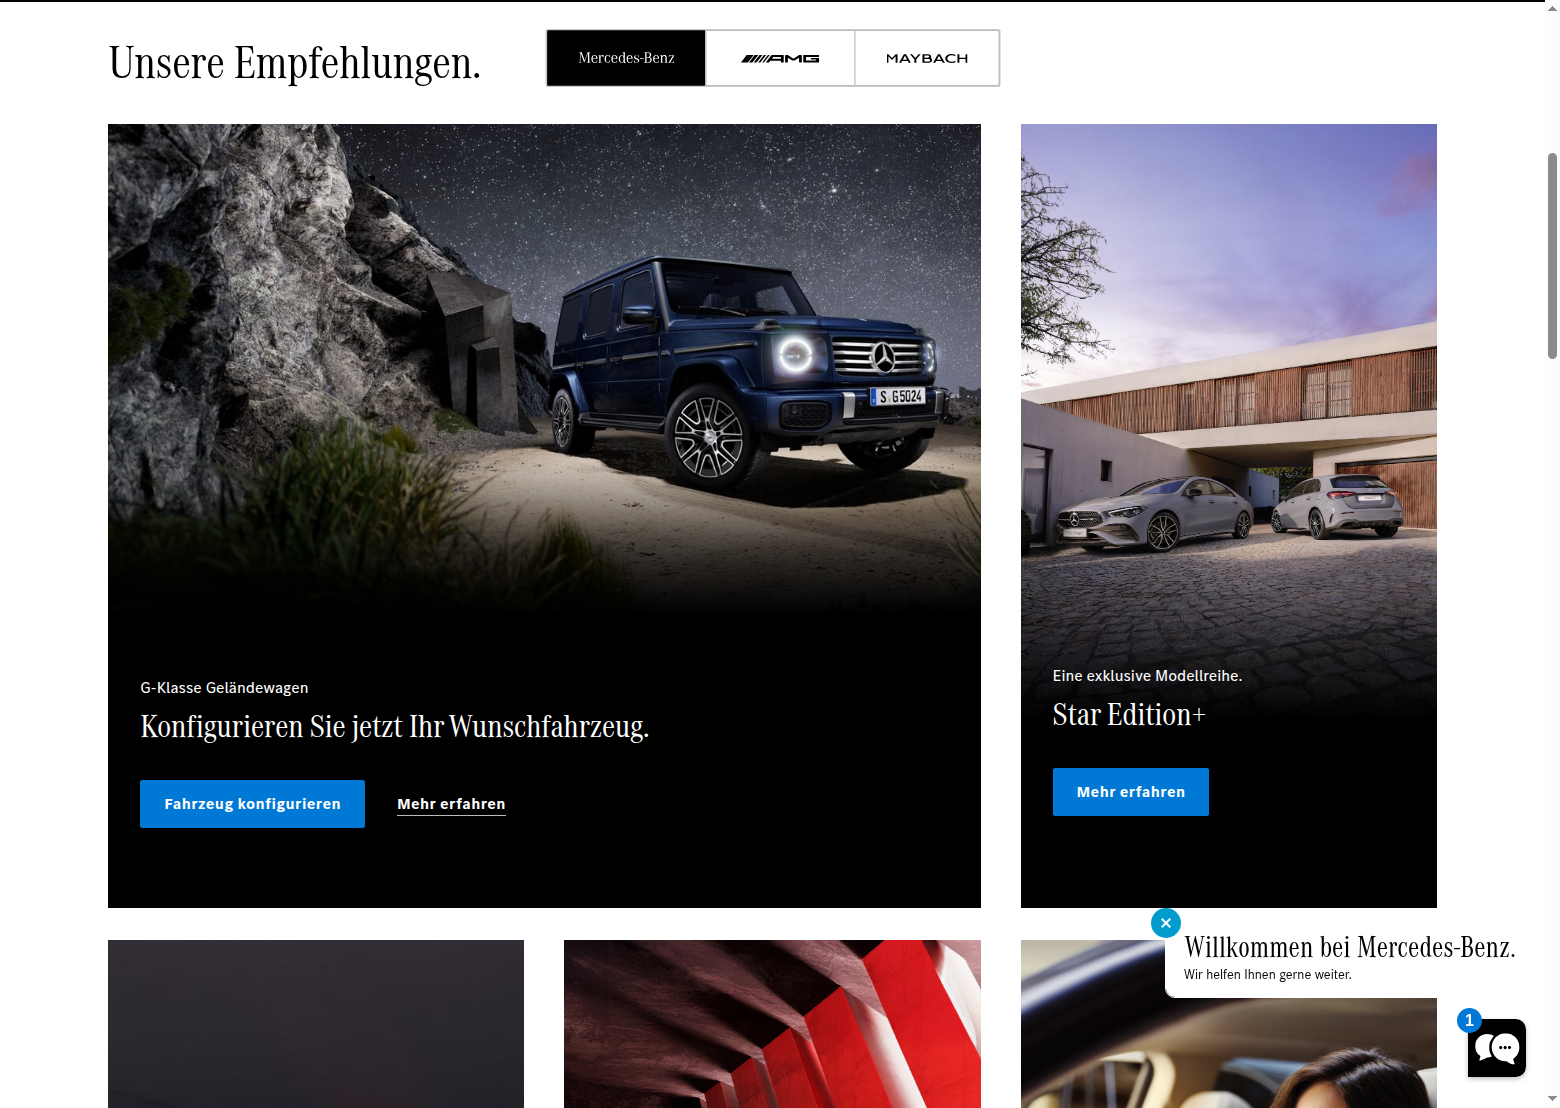 Unsere Empfehlungen.
Mercedes-Benz
AMG
MAYBACH
S G 5024
G-Klasse Geländewagen
Konfigurieren Sie jetzt Ihr Wunschfahrzeug.
Fahrzeug konfigurieren
Mehr erfahren
Eine exklusive Modellreihe.
Star Edition+
Mehr erfahren
Willkommen bei Mercedes-Benz.
Wir helfen Ihnen gerne weiter.
1